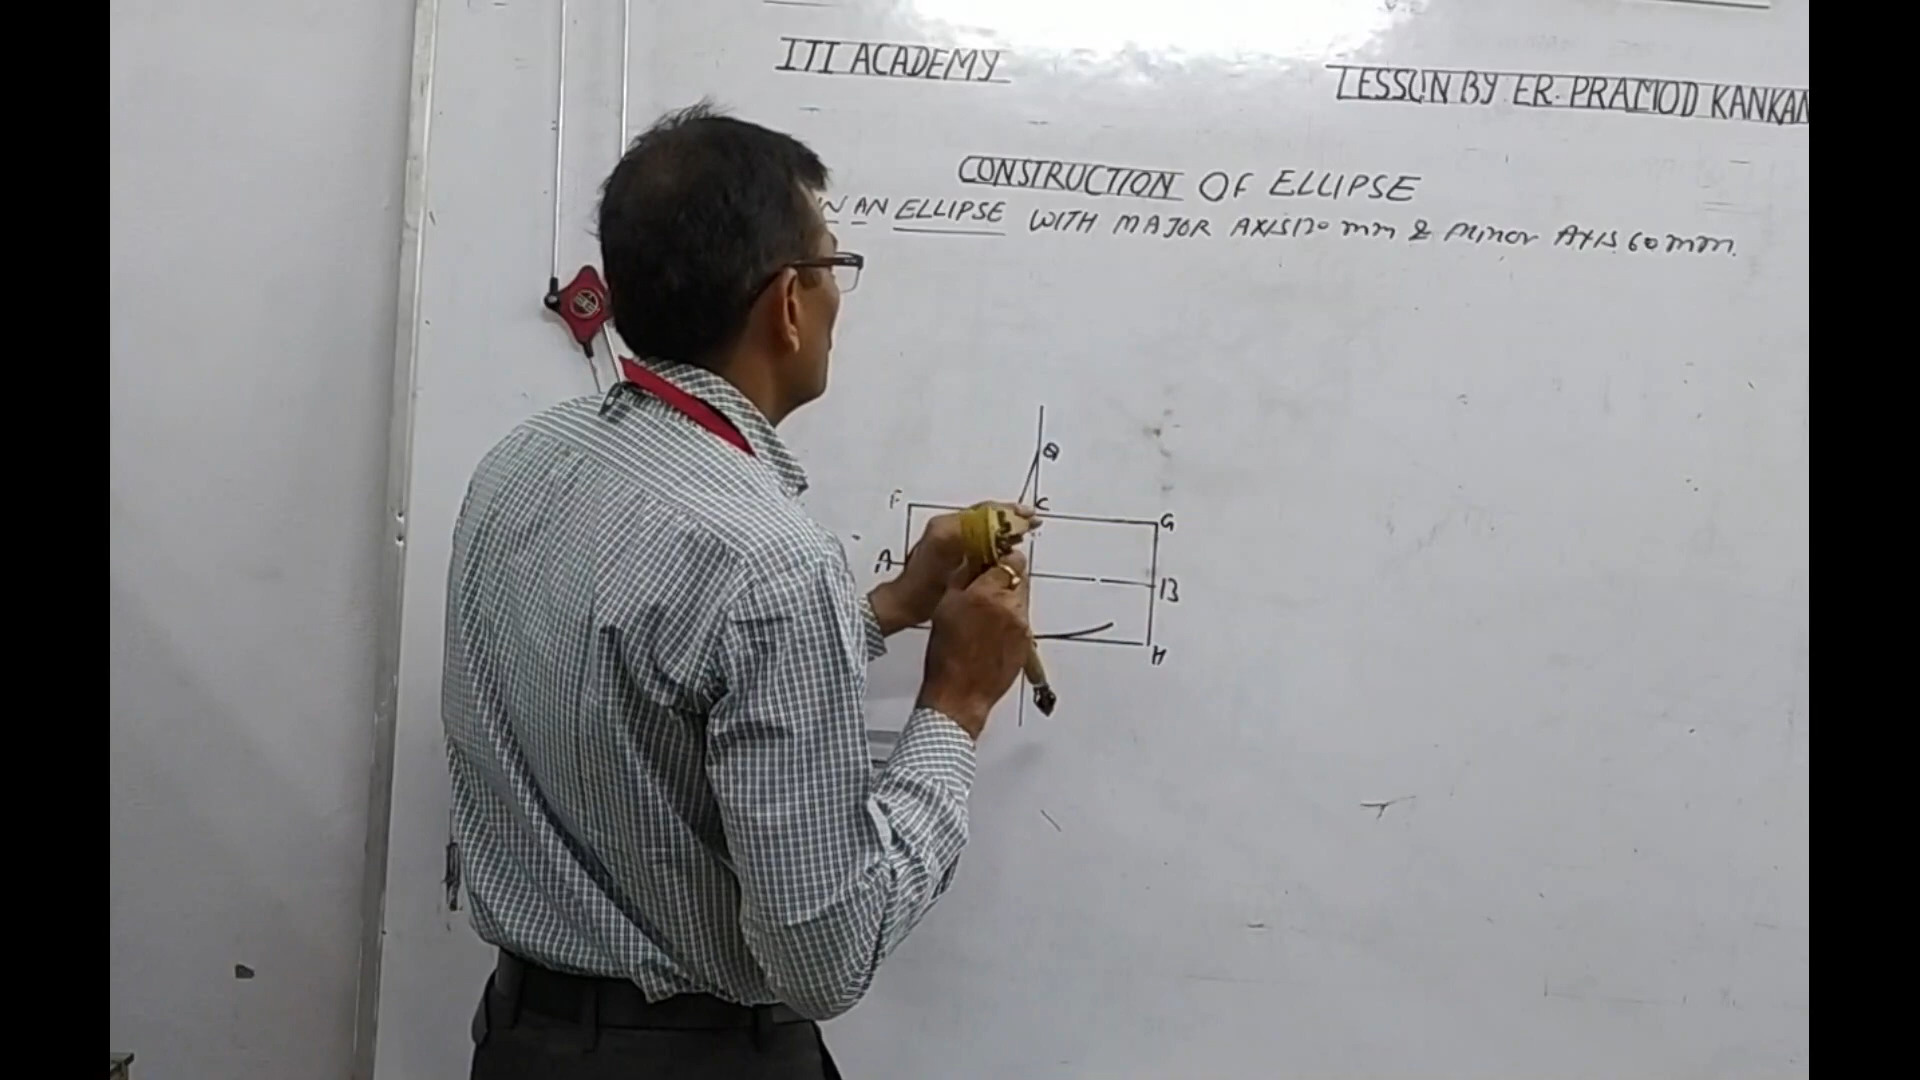 ITI ACADEMY
LESSON BY ER. PRAMOD KANKAN
CONSTRUCTION OF ELLIPSE
AN ELLIPSE WITH MAJOR AXIS 120 mm & minor AXIS 60 mm.
Q
F C G
A B
H